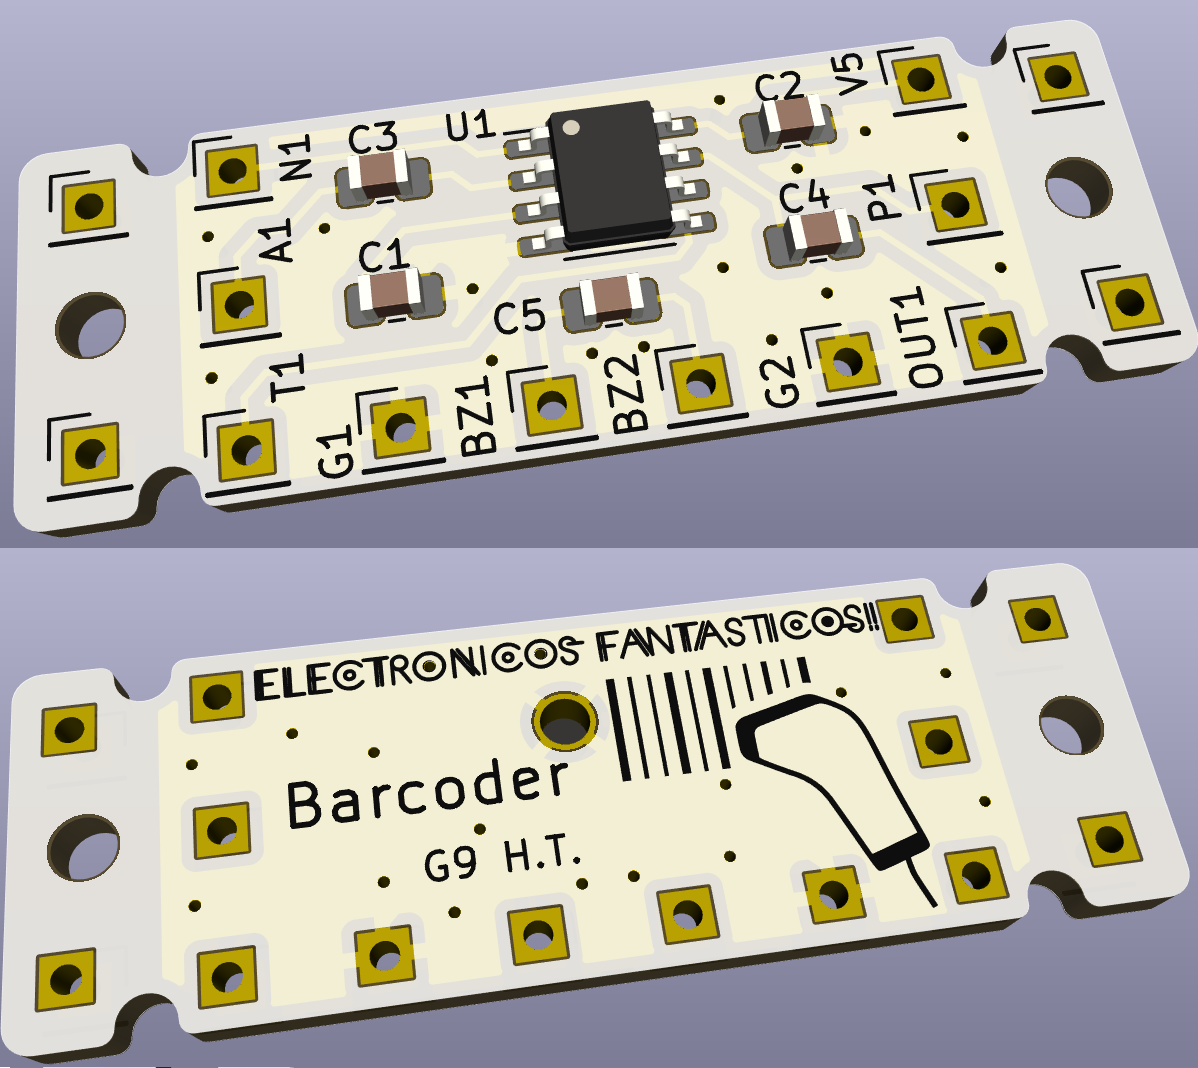 V5
C2
U1
C3
N1
P1
C4
A1
C1
C5
OUT1
T1
BZ2
G2
BZ1
G1
ELECTRONICOS FANTASTICOS!!
Barcoder
G9 H.T.